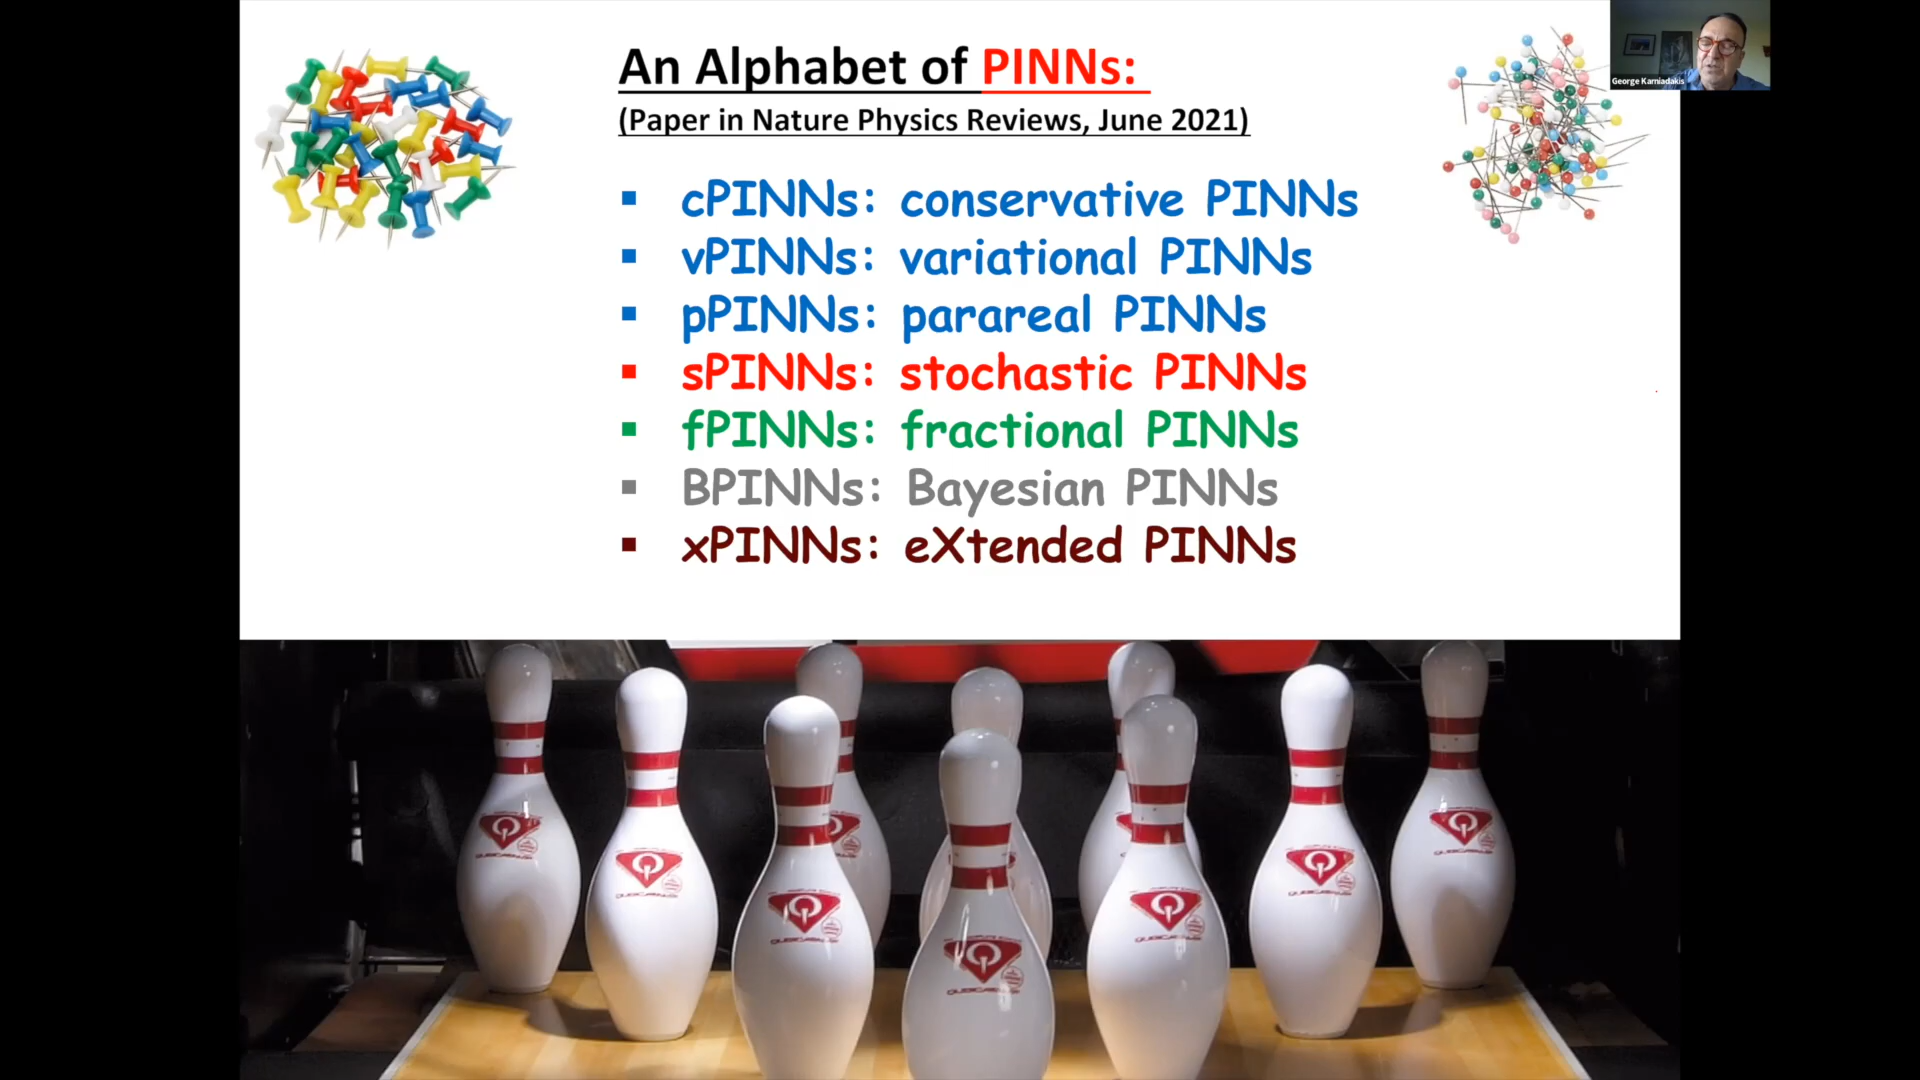 An Alphabet of PINNs:
(Paper in Nature Physics Reviews, June 2021)
▪ cPINNs: conservative PINNs
▪ vPINNs: variational PINNs
▪ pPINNs: parareal PINNs
▪ sPINNs: stochastic PINNs
▪ fPINNs: fractional PINNs
▪ BPINNs: Bayesian PINNs
▪ xPINNs: eXtended PINNs
George Karniadakis